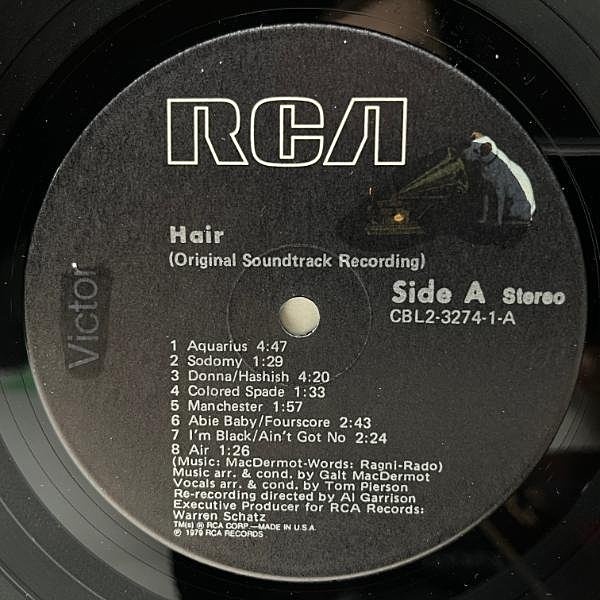 RCA
Hair
(Original Soundtrack Recording)
Side A Stereo
CBL2-3274-1-A
Victor
1 Aquarius 4:47
2 Sodomy 1:29
3 Donna/Hashish 4:20
4 Colored Spade 1:33
5 Manchester 1:57
6 Abie Baby/Fourscore 2:43
7 I'm Black/Ain't Got No 2:24
8 Air 1:26
(Music: MacDermot-Words: Ragni-Rado)
Music arr. & cond. by Galt MacDermot
Vocals arr. & cond. by Tom Pierson
Re-recording directed by Al Garrison
Executive Producer for RCA Records:
Warren Schatz
TM(s) ® RCA CORP.—MADE IN U.S.A.
℗ 1979 RCA RECORDS